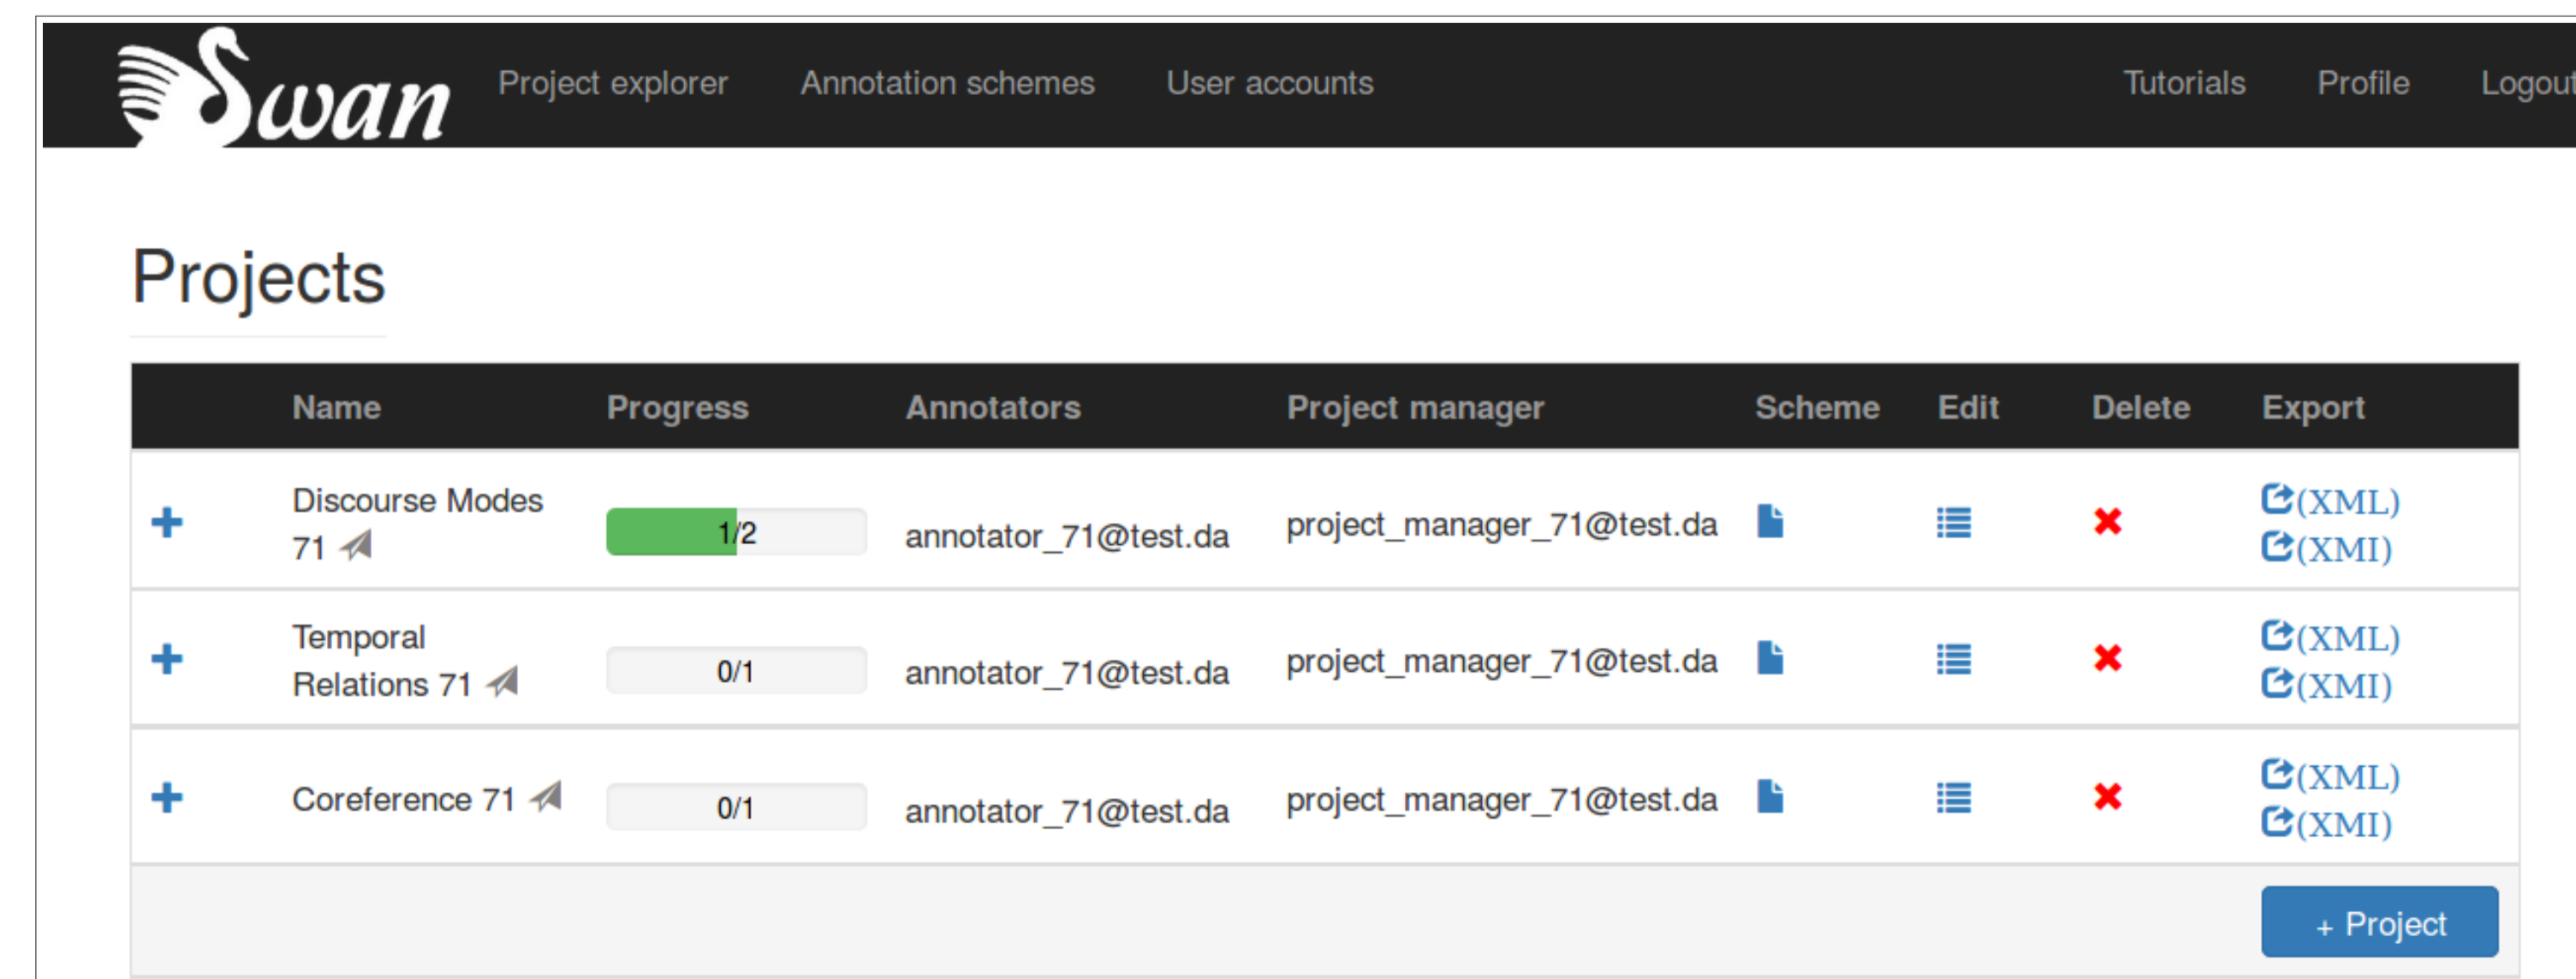 Swan Project explorer Annotation schemes User accounts Tutorials Profile Logout
Projects
Name Progress Annotators Project manager Scheme Edit Delete Export
Discourse Modes
71
1/2
annotator_71@test.da
project_manager_71@test.da
(XML)
(XMI)
Temporal
Relations 71
0/1
annotator_71@test.da
project_manager_71@test.da
(XML)
(XMI)
Coreference 71
0/1
annotator_71@test.da
project_manager_71@test.da
(XML)
(XMI)
+ Project